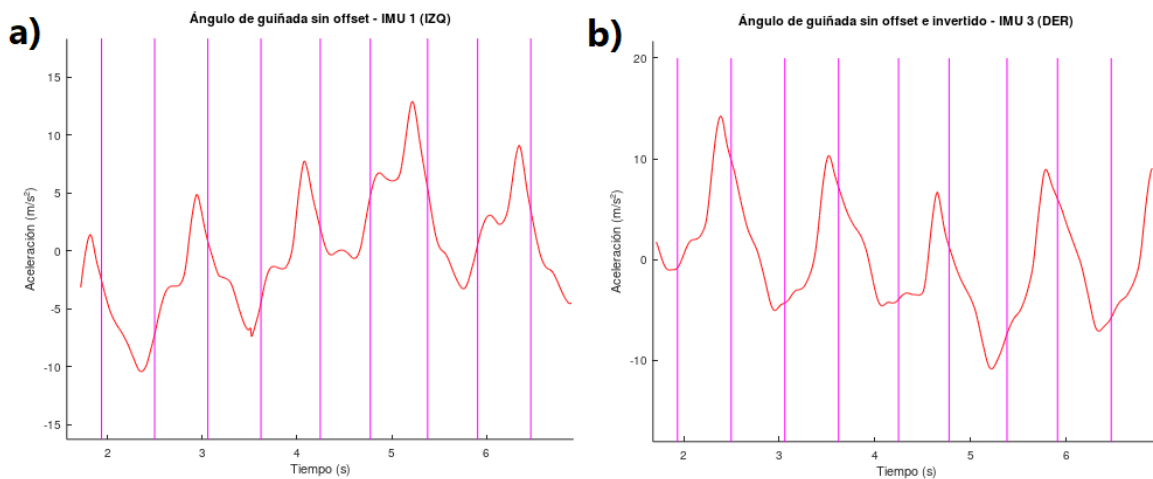 a)
Ángulo de guiñada sin offset - IMU 1 (IZQ)
Aceleración (m/s²)
15
10
5
0
-5
-10
-15
2
3
4
5
6
Tiempo (s)
b)
Ángulo de guiñada sin offset e invertido - IMU 3 (DER)
Aceleración (m/s²)
20
10
0
-10
2
3
4
5
6
Tiempo (s)